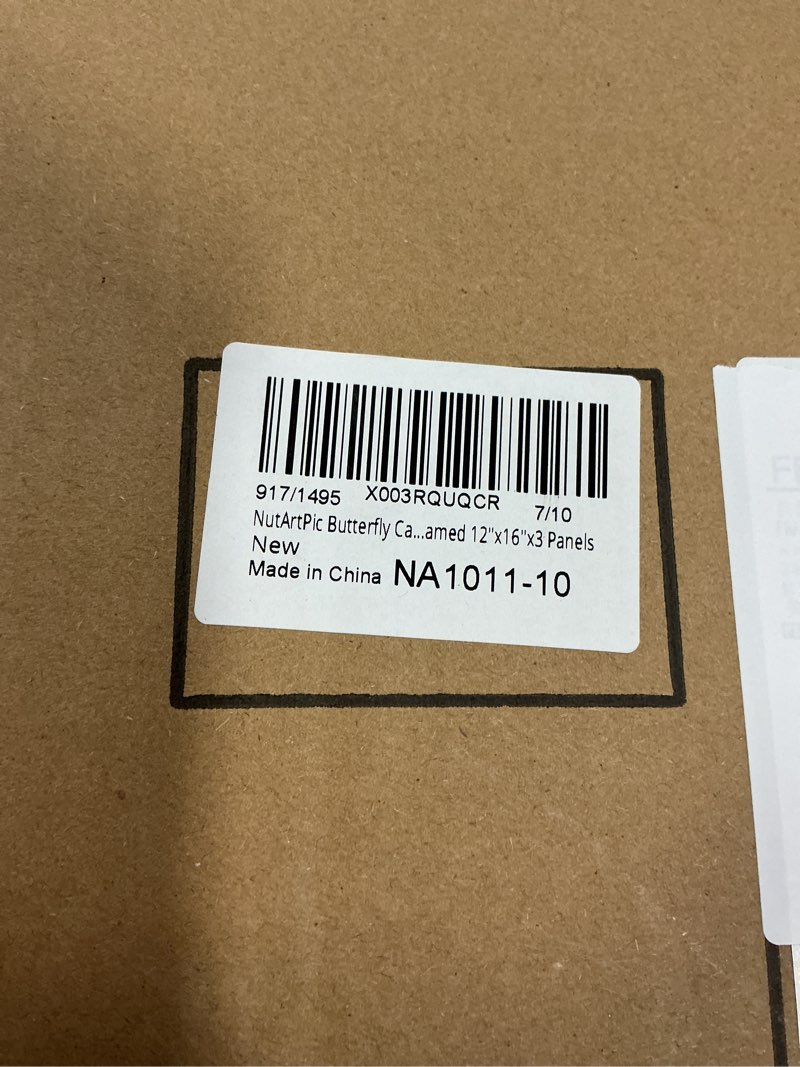 917/1495 X003RQUQCR 7/10
NutArtPic Butterfly Ca...amed 12"x16"x3 Panels
New
Made in China NA1011-10